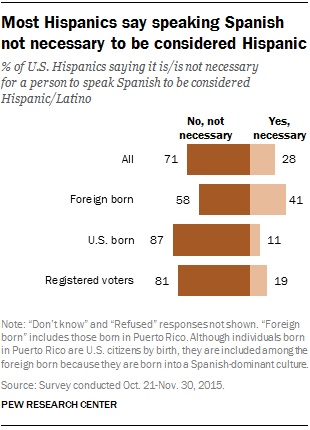 Most Hispanics say speaking Spanish
not necessary to be considered Hispanic
% of U.S. Hispanics saying it is/is not necessary
for a person to speak Spanish to be considered
Hispanic/Latino
No, not necessary Yes, necessary
All 71 28
Foreign born 58 41
U.S. born 87 11
Registered voters 81 19
Note: “Don’t know” and “Refused” responses not shown. “Foreign
born” includes those born in Puerto Rico. Although individuals born
in Puerto Rico are U.S. citizens by birth, they are included among the
foreign born because they are born into a Spanish-dominant culture.
Source: Survey conducted Oct. 21-Nov. 30, 2015.
PEW RESEARCH CENTER